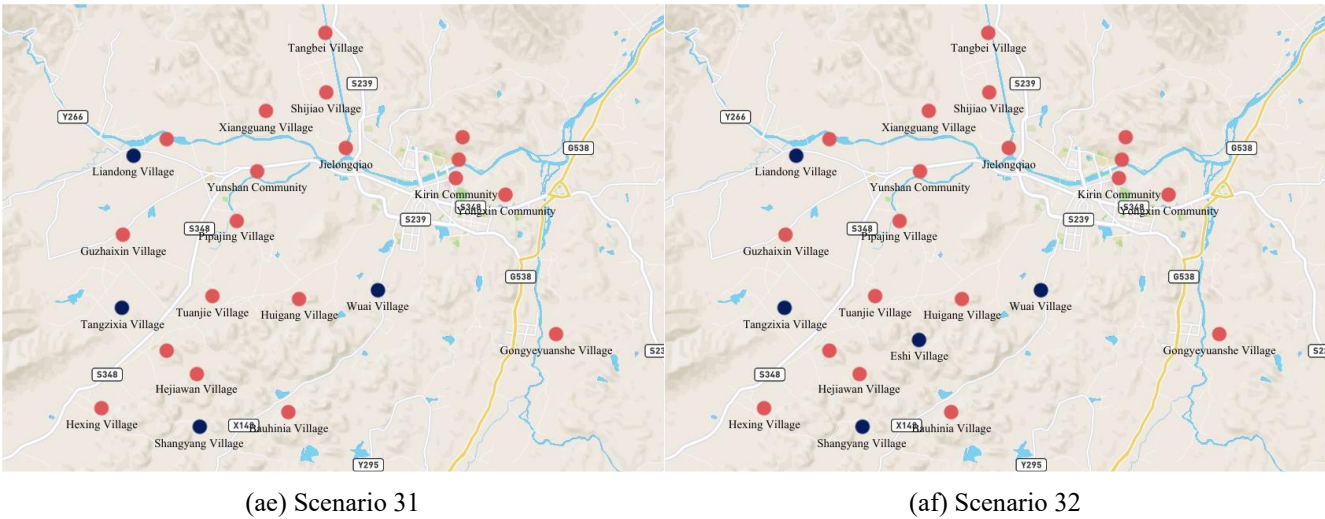 Tangbei Village
S239
Shijiao Village
Y266
Xiangguang Village
G538
Jielongqiao
Liandong Village
Yunshan Community
Kirin Community
S348
Yongxin Community
S239
S348
Pipajing Village
Guzhaixin Village
G538
Wuai Village
Tuanjie Village
Huigang Village
Tangzixia Village
Gongyeyuanshe Village
S23
S348
Hejiawan Village
Hexing Village
X148
Bauhinia Village
Shangyang Village
Y295
(ae) Scenario 31
Tangbei Village
S239
Shijiao Village
Y266
Xiangguang Village
G538
Jielongqiao
Liandong Village
Yunshan Community
Kirin Community
S348
Yongxin Community
S239
S348
Pipajing Village
Guzhaixin Village
G538
Wuai Village
Tuanjie Village
Huigang Village
Tangzixia Village
Eshi Village
Gongyeyuanshe Village
S23
S348
Hejiawan Village
Hexing Village
X148
Bauhinia Village
Shangyang Village
Y295
(af) Scenario 32